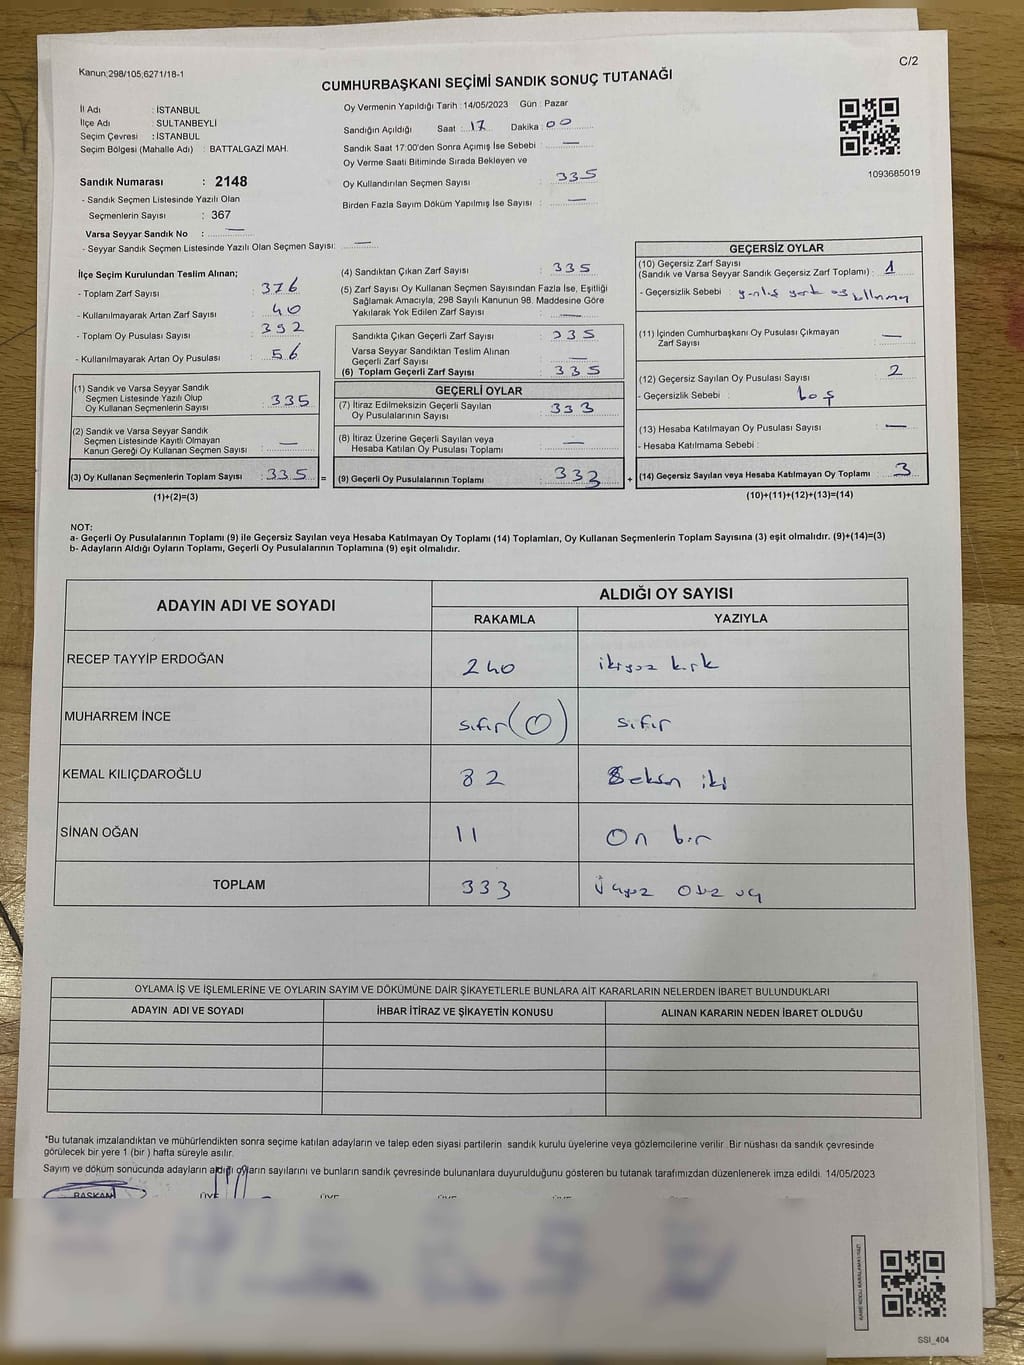 Kanun;298/105,6271/18-1
C/2
CUMHURBAŞKANI SEÇİMİ SANDIK SONUÇ TUTANAĞI
İl Adı : İSTANBUL
İlçe Adı : SULTANBEYLİ
Seçim Çevresi : İSTANBUL
Seçim Bölgesi (Mahalle Adı) : BATTALGAZİ MAH.
Oy Vermenin Yapıldığı Tarih : 14/05/2023 Gün : Pazar
Sandığın Açıldığı Saat : 17 Dakika : 00
Sandık Saat 17:00'den Sonra Açımış İse Sebebi : —
Oy Verme Saati Bitiminde Sırada Bekleyen ve
Oy Kullandırılan Seçmen Sayısı : 335
Birden Fazla Sayım Döküm Yapılmış İse Sayısı : —
1093685019
Sandık Numarası : 2148
- Sandık Seçmen Listesinde Yazılı Olan
Seçmenlerin Sayısı : 367
Varsa Seyyar Sandık No : —
- Seyyar Sandık Seçmen Listesinde Yazılı Olan Seçmen Sayısı: —
İlçe Seçim Kurulundan Teslim Alınan;
- Toplam Zarf Sayısı : 376
- Kullanılmayarak Artan Zarf Sayısı : 40
- Toplam Oy Pusulası Sayısı : 392
- Kullanılmayarak Artan Oy Pusulası : 56
(1) Sandık ve Varsa Seyyar Sandık
Seçmen Listesinde Yazılı Olup
Oy Kullanan Seçmenlerin Sayısı : 335
(2) Sandık ve Varsa Seyyar Sandık
Seçmen Listesinde Kayıtlı Olmayan
Kanun Gereği Oy Kullanan Seçmen Sayısı : —
(3) Oy Kullanan Seçmenlerin Toplam Sayısı : 335 =
(1)+(2)=(3)
(4) Sandıktan Çıkan Zarf Sayısı : 335
(5) Zarf Sayısı Oy Kullanan Seçmen Sayısından Fazla İse, Eşitliği
Sağlamak Amacıyla, 298 Sayılı Kanunun 98. Maddesine Göre
Yakılarak Yok Edilen Zarf Sayısı : —
Sandıkta Çıkan Geçerli Zarf Sayısı : 335
Varsa Seyyar Sandıktan Teslim Alınan
Geçerli Zarf Sayısı : —
(6) Toplam Geçerli Zarf Sayısı : 335
GEÇERLİ OYLAR
(7) İtiraz Edilmeksizin Geçerli Sayılan
Oy Pusulalarının Sayısı : 333
(8) İtiraz Üzerine Geçerli Sayılan veya
Hesaba Katılan Oy Pusulası Toplamı : —
(9) Geçerli Oy Pusulalarının Toplamı : 333 +
GEÇERSİZ OYLAR
(10) Geçersiz Zarf Sayısı
(Sandık ve Varsa Seyyar Sandık Geçersiz Zarf Toplamı) : 1
- Geçersizlik Sebebi : yanlış yerde oy kullanma
(11) İçinden Cumhurbaşkanı Oy Pusulası Çıkmayan
Zarf Sayısı : —
(12) Geçersiz Sayılan Oy Pusulası Sayısı : 2
- Geçersizlik Sebebi : boş
(13) Hesaba Katılmayan Oy Pusulası Sayısı : —
- Hesaba Katılmama Sebebi :
(14) Geçersiz Sayılan veya Hesaba Katılmayan Oy Toplamı : 3
(10)+(11)+(12)+(13)=(14)
NOT:
a- Geçerli Oy Pusulalarının Toplamı (9) ile Geçersiz Sayılan veya Hesaba Katılmayan Oy Toplamı (14) Toplamları, Oy Kullanan Seçmenlerin Toplam Sayısına (3) eşit olmalıdır. (9)+(14)=(3)
b- Adayların Aldığı Oyların Toplamı, Geçerli Oy Pusulalarının Toplamına (9) eşit olmalıdır.
ADAYIN ADI VE SOYADI ALDIĞI OY SAYISI
RAKAMLA YAZIYLA
RECEP TAYYİP ERDOĞAN 240 ikiyüz kırk
MUHARREM İNCE sıfır (0) sıfır
KEMAL KILIÇDAROĞLU 82 Seksen iki
SİNAN OĞAN 11 On bir
TOPLAM 333 üçyüz otuz üç
OYLAMA İŞ VE İŞLEMLERİNE VE OYLARIN SAYIM VE DÖKÜMÜNE DAİR ŞİKAYETLERLE BUNLARA AİT KARARLARIN NELERDEN İBARET BULUNDUKLARI
ADAYIN ADI VE SOYADI İHBAR İTİRAZ VE ŞİKAYETİN KONUSU ALINAN KARARIN NEDEN İBARET OLDUĞU
*Bu tutanak imzalandıktan ve mühürlendikten sonra seçime katılan adayların ve talep eden siyasi partilerin sandık kurulu üyelerine veya gözlemcilerine verilir. Bir nüshası da sandık çevresinde
görülecek bir yere 1 (bir ) hafta süreyle asılır.
Sayım ve döküm sonucunda adayların aldığı oyların sayılarını ve bunların sandık çevresinde bulunanlara duyurulduğunu gösteren bu tutanak tarafımızdan düzenlenerek imza edildi. 14/05/2023
BAŞKAN ÜYE ÜYE ÜYE ÜYE ÜYE ÜYE
SSI_404